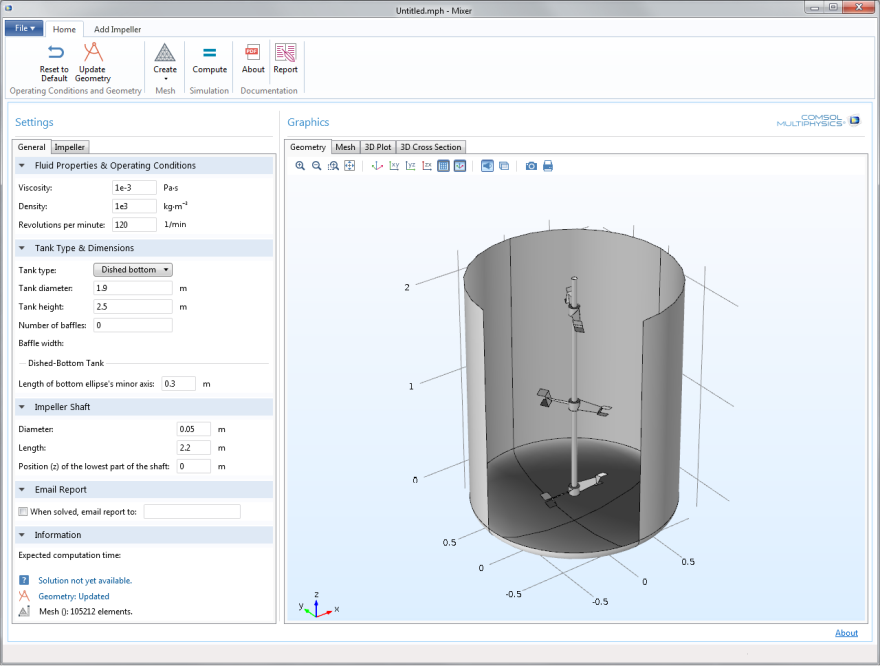 Untitled.mph - Mixer
File ▾ Home Add Impeller
Reset to Default
Update Geometry
Create
Compute
About
Report
Operating Conditions and Geometry
Mesh
Simulation
Documentation
Settings
General Impeller
Fluid Properties & Operating Conditions
Viscosity: 1e-3 Pa·s
Density: 1e3 kg·m⁻³
Revolutions per minute: 120 1/min
Tank Type & Dimensions
Tank type: Dished bottom
Tank diameter: 1.9 m
Tank height: 2.5 m
Number of baffles: 0
Baffle width:
Dished-Bottom Tank
Length of bottom ellipse's minor axis: 0.3 m
Impeller Shaft
Diameter: 0.05 m
Length: 2.2 m
Position (z) of the lowest part of the shaft: 0 m
Email Report
When solved, email report to:
Information
Expected computation time:
? Solution not yet available.
Geometry: Updated
Mesh (): 105212 elements.
Graphics
COMSOL
MULTIPHYSICS®
Geometry Mesh 3D Plot 3D Cross Section
xy yz zx
2
1
0
0.5
0
-0.5
-0.5
0
0.5
z
y
x
About